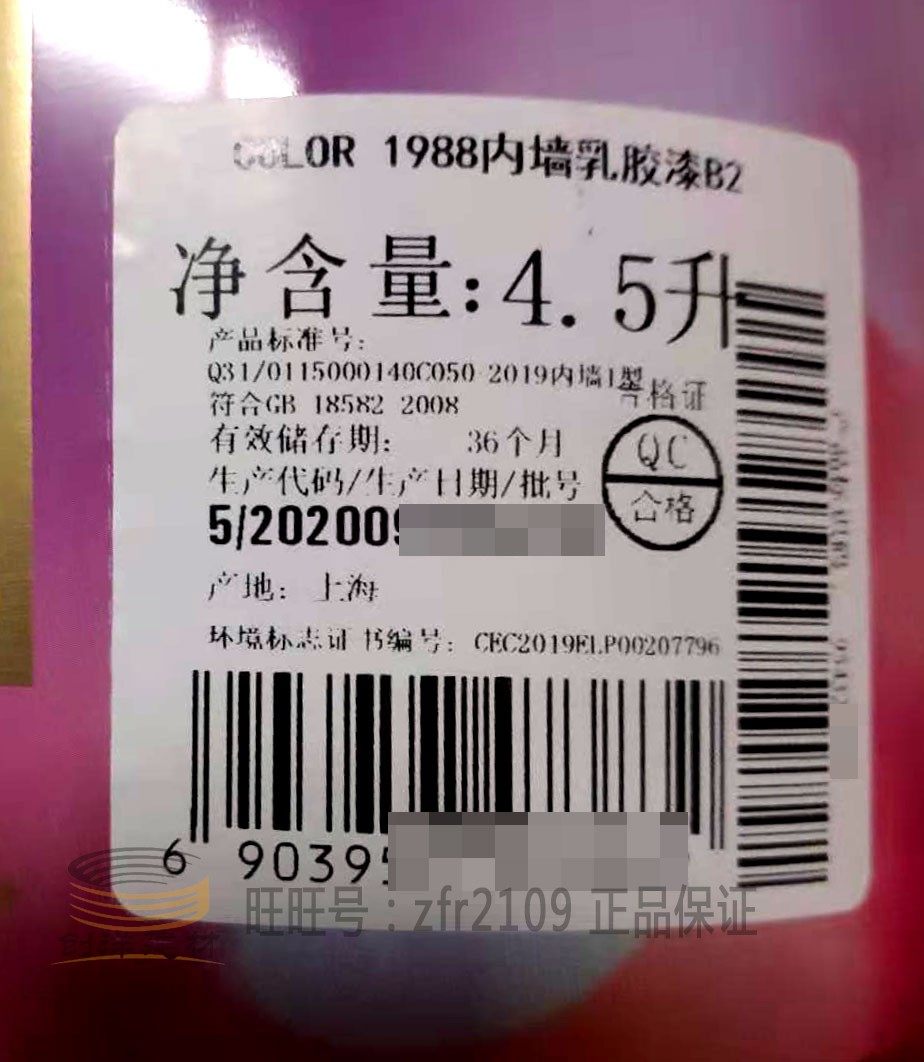 COLOR 1988内墙乳胶漆B2
净含量:4.5升
产品标准号:
Q31/0115000140C050-2019内墙1型
符合GB 18582-2008
合格证
有效储存期: 36个月
QC
合格
生产代码/生产日期/批号
5/202009
产地: 上海
环境标志证书编号: CEC2019ELP00207796
6 90395
旺旺号:zfr2109 正品保证